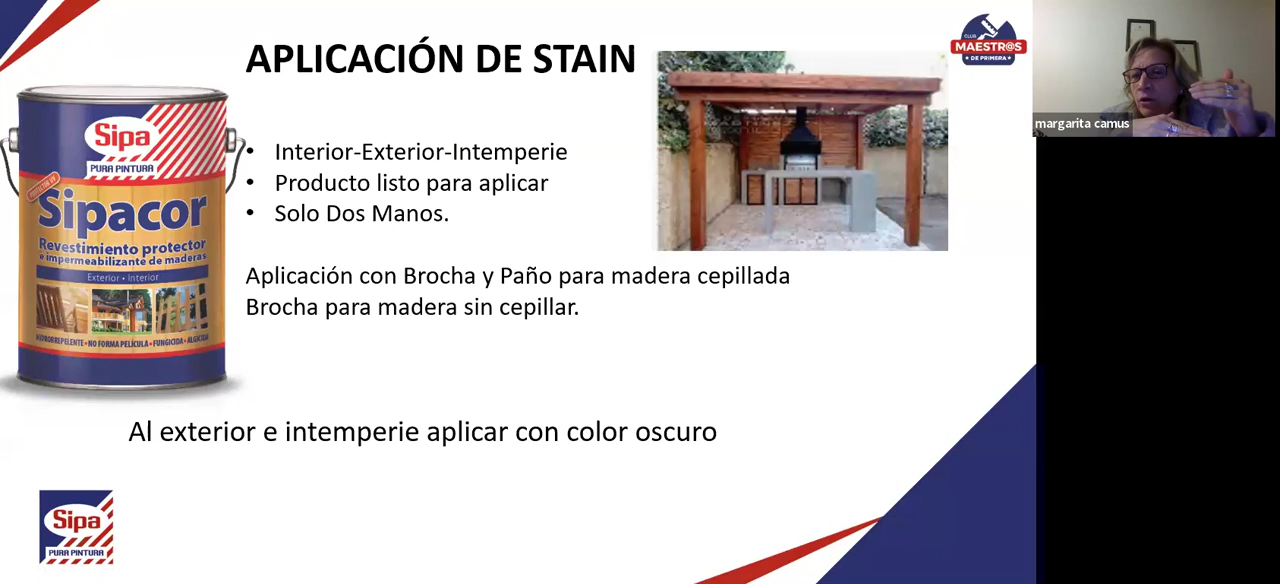 APLICACIÓN DE STAIN
CLUB
MAESTR@S
DE PRIMERA
margarita camus
Sipa
PURA PINTURA
Sipacor
Revestimiento protector
e impermeabilizante de maderas
Exterior • Interior
HIDROREPELENTE • NO FORMA PELÍCULA • FUNGICIDA • ALGICIDA
• Interior-Exterior-Intemperie
• Producto listo para aplicar
• Solo Dos Manos.
Aplicación con Brocha y Paño para madera cepillada
Brocha para madera sin cepillar.
Al exterior e intemperie aplicar con color oscuro
Sipa
PURA PINTURA